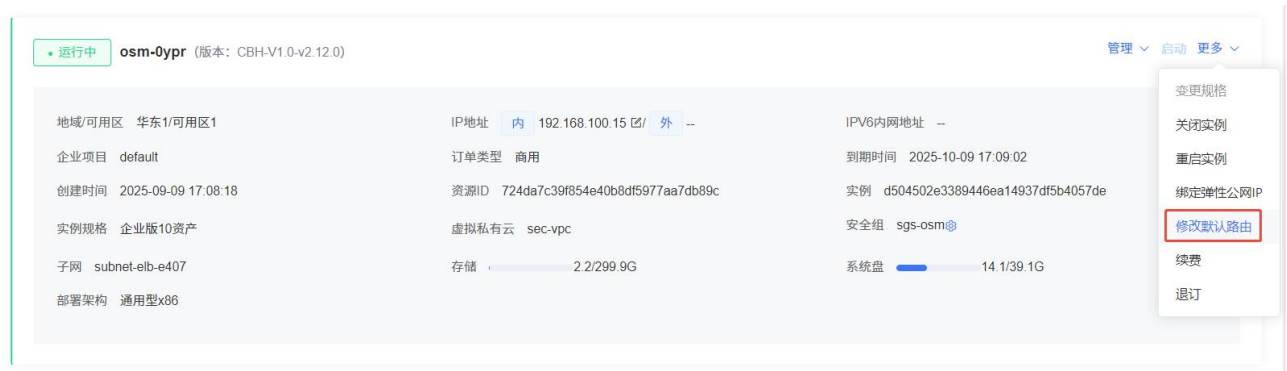 运行中 osm-0ypr (版本：CBH-V1.0-v2.12.0) 管理 启动 更多
变更规格
关闭实例
重启实例
绑定弹性公网IP
修改默认路由
续费
退订
地域/可用区 华东1/可用区1 IP地址 内 192.168.100.15 / 外 -- IPV6内网地址 --
企业项目 default 订单类型 商用 到期时间 2025-10-09 17:09:02
创建时间 2025-09-09 17:08:18 资源ID 724da7c39f854e40b8df5977aa7db89c 实例 d504502e3389446ea14937df5b4057de
实例规格 企业版10资产 虚拟私有云 sec-vpc 安全组 sgs-osm
子网 subnet-elb-e407 存储 2.2/299.9G 系统盘 14.1/39.1G
部署架构 通用型x86